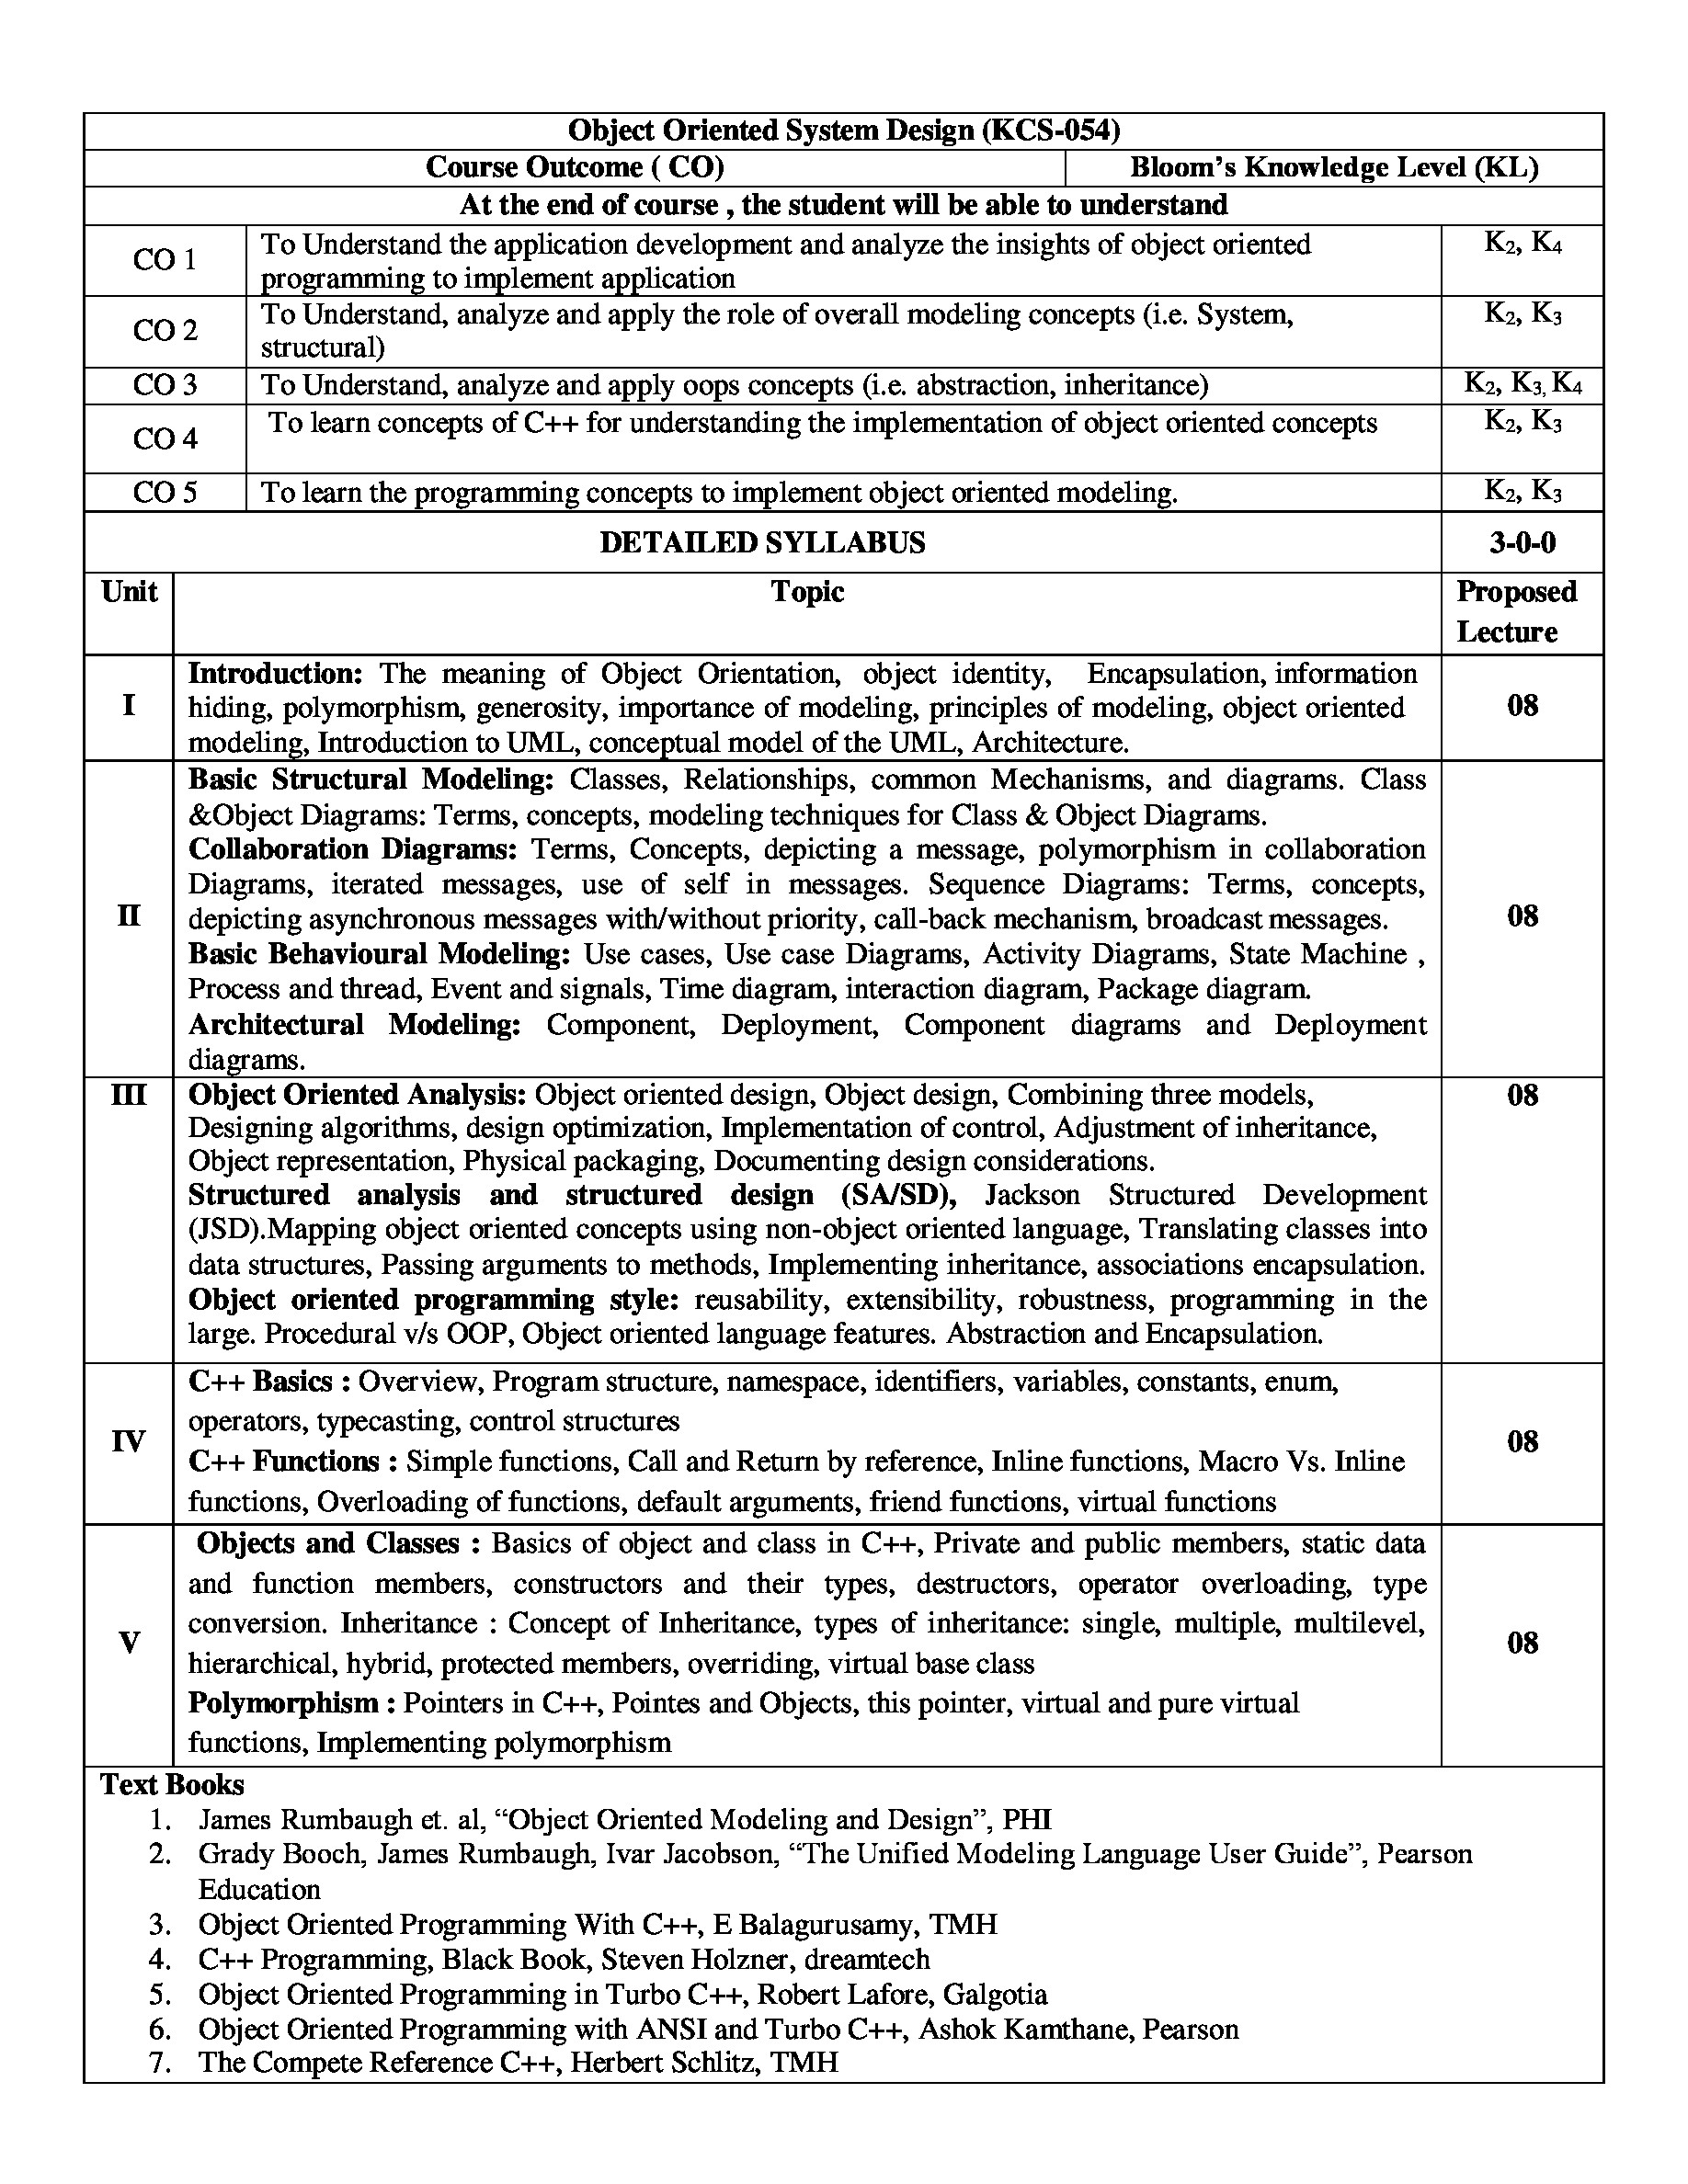 Object Oriented System Design (KCS-054)
Course Outcome ( CO) Bloom’s Knowledge Level (KL)
At the end of course , the student will be able to understand
CO 1 To Understand the application development and analyze the insights of object oriented K2, K4
programming to implement application
CO 2 To Understand, analyze and apply the role of overall modeling concepts (i.e. System, K2, K3
structural)
CO 3 To Understand, analyze and apply oops concepts (i.e. abstraction, inheritance) K2, K3, K4
CO 4 To learn concepts of C++ for understanding the implementation of object oriented concepts K2, K3
CO 5 To learn the programming concepts to implement object oriented modeling. K2, K3
DETAILED SYLLABUS 3-0-0
Unit Topic Proposed
Lecture
I Introduction: The meaning of Object Orientation, object identity, Encapsulation, information 08
hiding, polymorphism, generosity, importance of modeling, principles of modeling, object oriented
modeling, Introduction to UML, conceptual model of the UML, Architecture.
II Basic Structural Modeling: Classes, Relationships, common Mechanisms, and diagrams. Class 08
&Object Diagrams: Terms, concepts, modeling techniques for Class & Object Diagrams.
Collaboration Diagrams: Terms, Concepts, depicting a message, polymorphism in collaboration
Diagrams, iterated messages, use of self in messages. Sequence Diagrams: Terms, concepts,
depicting asynchronous messages with/without priority, call-back mechanism, broadcast messages.
Basic Behavioural Modeling: Use cases, Use case Diagrams, Activity Diagrams, State Machine ,
Process and thread, Event and signals, Time diagram, interaction diagram, Package diagram.
Architectural Modeling: Component, Deployment, Component diagrams and Deployment
diagrams.
III Object Oriented Analysis: Object oriented design, Object design, Combining three models, 08
Designing algorithms, design optimization, Implementation of control, Adjustment of inheritance,
Object representation, Physical packaging, Documenting design considerations.
Structured analysis and structured design (SA/SD), Jackson Structured Development
(JSD).Mapping object oriented concepts using non-object oriented language, Translating classes into
data structures, Passing arguments to methods, Implementing inheritance, associations encapsulation.
Object oriented programming style: reusability, extensibility, robustness, programming in the
large. Procedural v/s OOP, Object oriented language features. Abstraction and Encapsulation.
IV C++ Basics : Overview, Program structure, namespace, identifiers, variables, constants, enum, 08
operators, typecasting, control structures
C++ Functions : Simple functions, Call and Return by reference, Inline functions, Macro Vs. Inline
functions, Overloading of functions, default arguments, friend functions, virtual functions
V Objects and Classes : Basics of object and class in C++, Private and public members, static data 08
and function members, constructors and their types, destructors, operator overloading, type
conversion. Inheritance : Concept of Inheritance, types of inheritance: single, multiple, multilevel,
hierarchical, hybrid, protected members, overriding, virtual base class
Polymorphism : Pointers in C++, Pointes and Objects, this pointer, virtual and pure virtual
functions, Implementing polymorphism
Text Books
1. James Rumbaugh et. al, “Object Oriented Modeling and Design”, PHI
2. Grady Booch, James Rumbaugh, Ivar Jacobson, “The Unified Modeling Language User Guide”, Pearson
Education
3. Object Oriented Programming With C++, E Balagurusamy, TMH
4. C++ Programming, Black Book, Steven Holzner, dreamtech
5. Object Oriented Programming in Turbo C++, Robert Lafore, Galgotia
6. Object Oriented Programming with ANSI and Turbo C++, Ashok Kamthane, Pearson
7. The Compete Reference C++, Herbert Schlitz, TMH